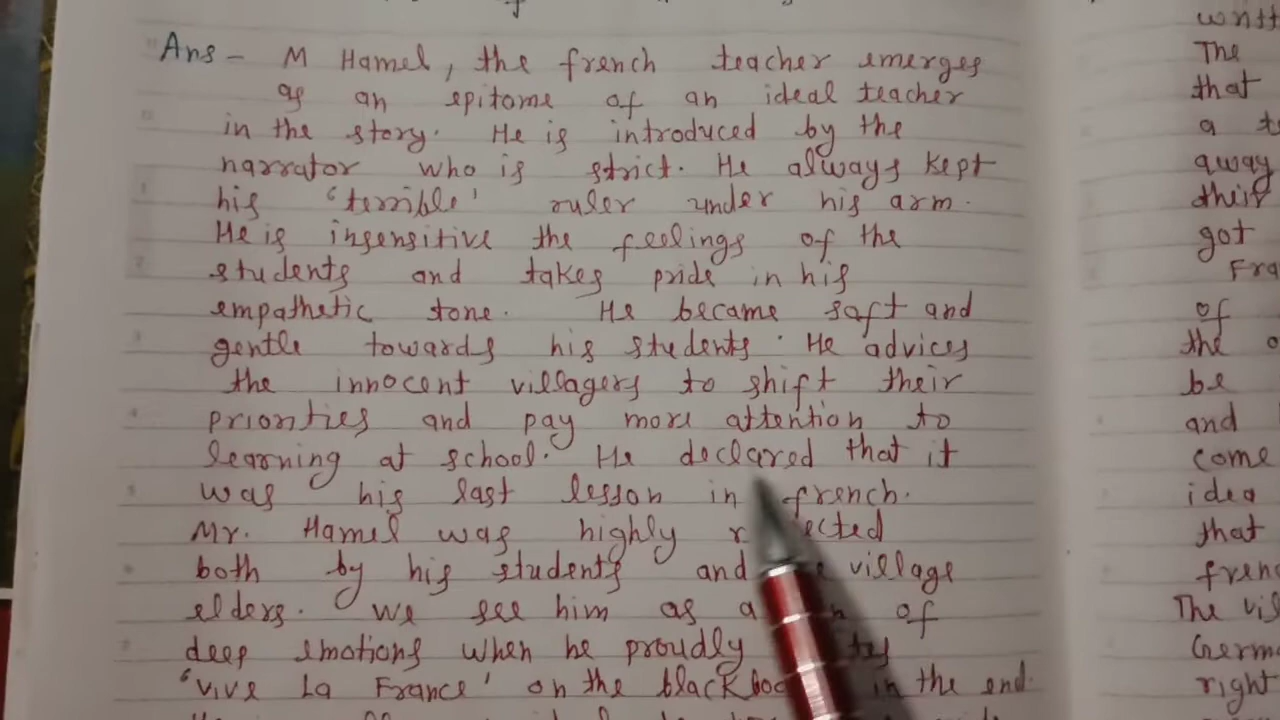 Ans - M Hamel, the french teacher emerges
as an epitome of an ideal teacher
in the story. He is introduced by the
narrator who is strict. He always kept
his 'terrible' ruler under his arm.
He is insensitive the feelings of the
students and takes pride in his
empathetic tone. He became saft and
gentle towards his students. He advices
the innocent villagers to shift their
priorities and pay more attention to
learning at school. He declared that it
was his last lesson in french.
Mr. Hamel was highly
both by his students and village
elders. We see him as a of
deep emotions when he proudly
'Vive La France' on the in the end.
The
that
a
away
their
got
of
the
be
and
come
idea
that
The
right